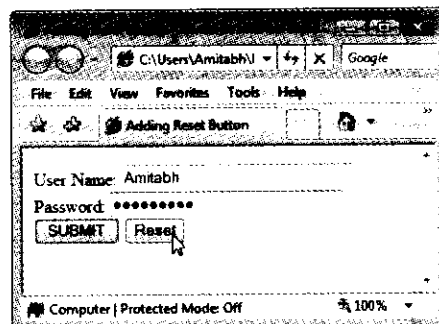 C:\Users\Amitabh\I
Google
File Edit View Favorites Tools Help
Adding Reset Button
User Name: Amitabh
Password: •••••••••
SUBMIT Reset
Computer | Protected Mode: Off 100%